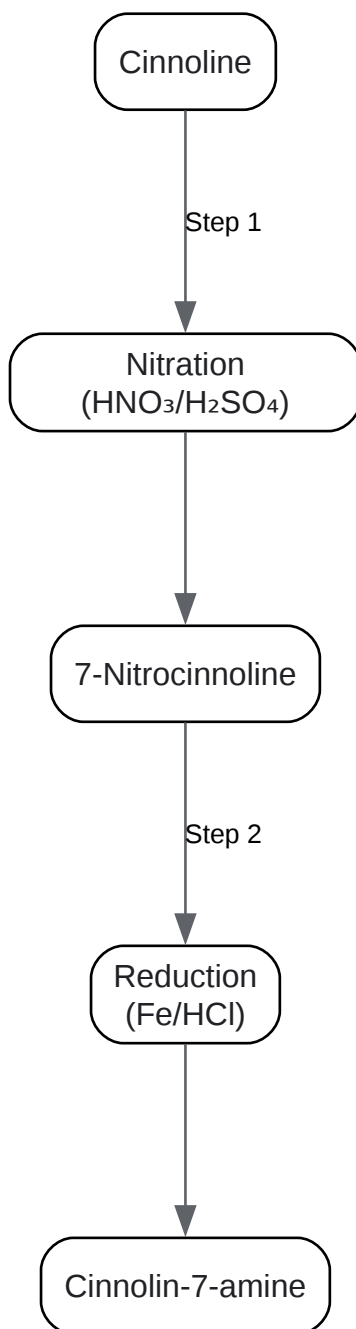 Cinnoline
Step 1
Nitration
(HNO₃/H₂SO₄)
7-Nitrocinnoline
Step 2
Reduction
(Fe/HCl)
Cinnolin-7-amine